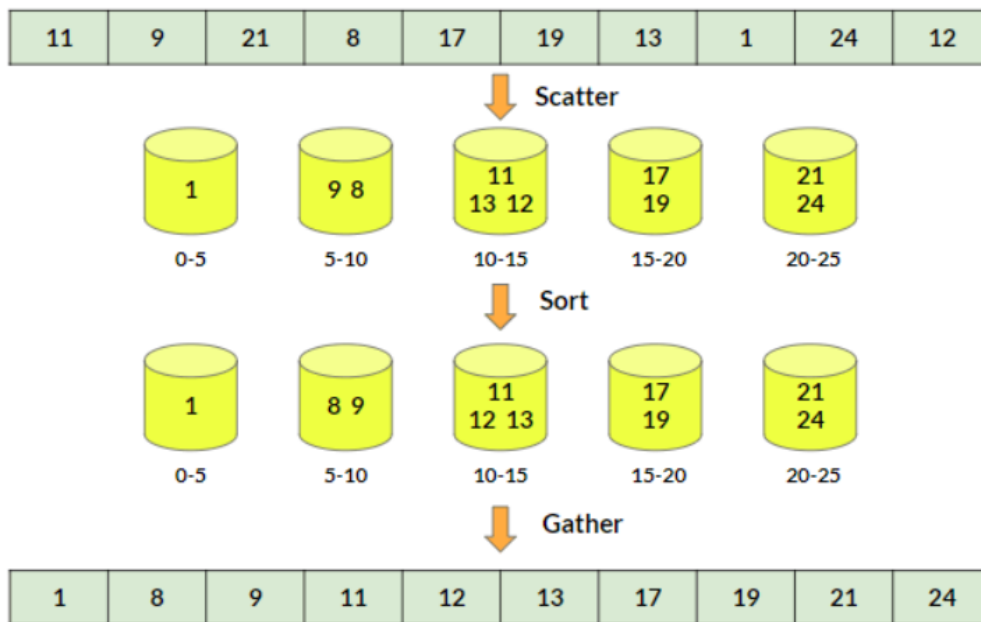 11 9 21 8 17 19 13 1 24 12
Scatter
1 9 8 11 17 21
13 12 19 24
0-5 5-10 10-15 15-20 20-25
Sort
1 8 9 11 17 21
12 13 19 24
0-5 5-10 10-15 15-20 20-25
Gather
1 8 9 11 12 13 17 19 21 24